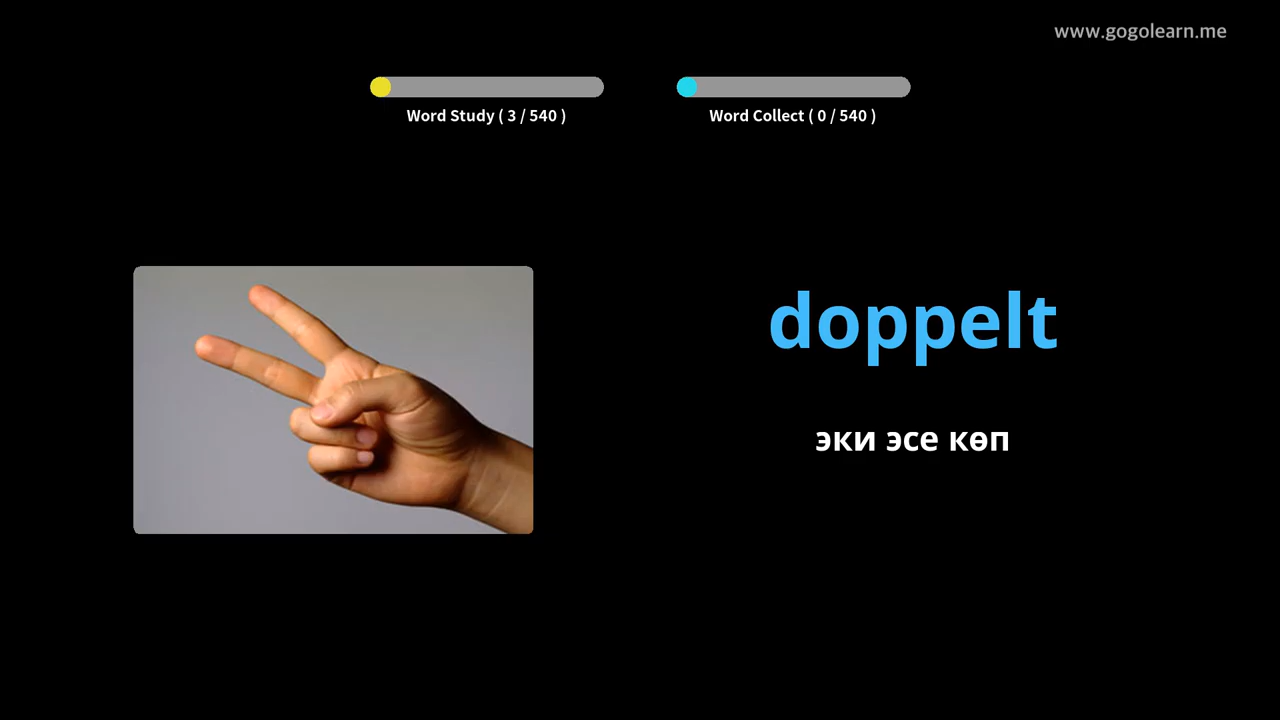 www.gogolearn.me
Word Study ( 3 / 540 )
Word Collect ( 0 / 540 )
doppelt
эки эсе көп